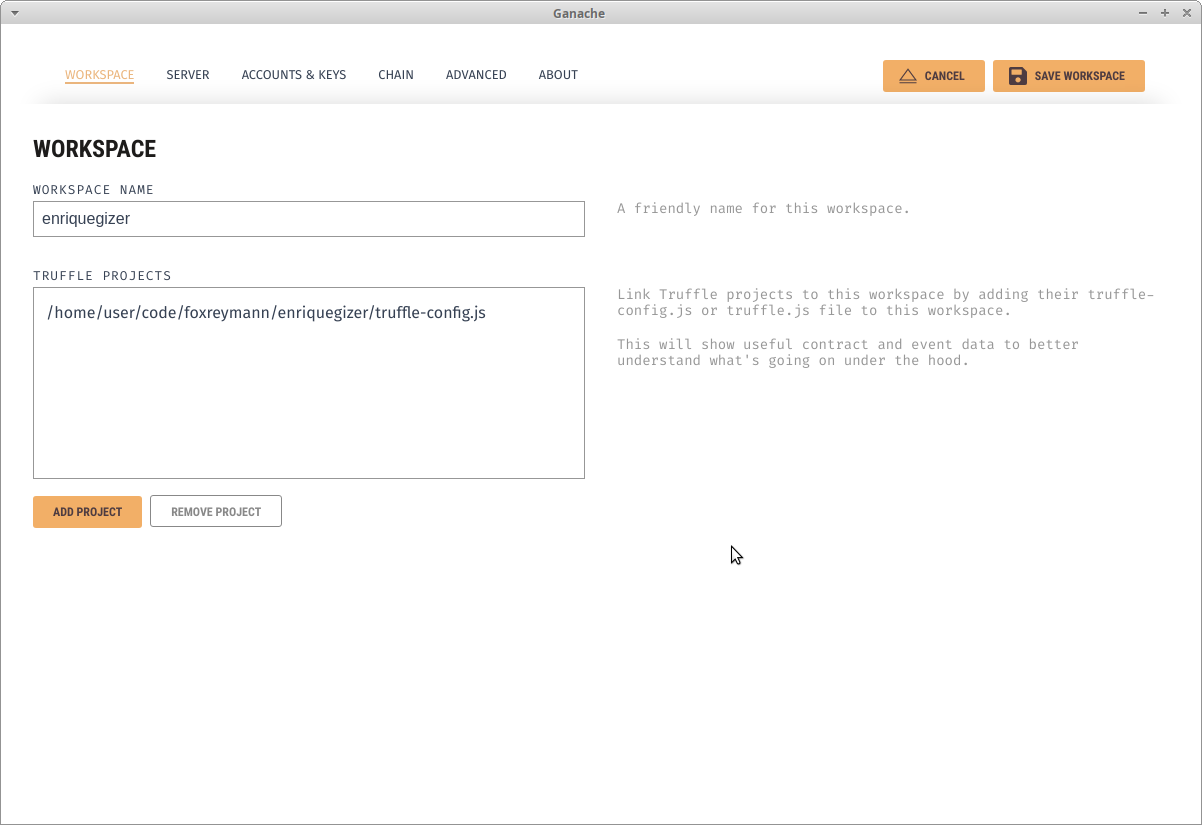 Ganache
WORKSPACE SERVER ACCOUNTS & KEYS CHAIN ADVANCED ABOUT CANCEL SAVE WORKSPACE
WORKSPACE
WORKSPACE NAME
enriquegizer
A friendly name for this workspace.
TRUFFLE PROJECTS
/home/user/code/foxreymann/enriquegizer/truffle-config.js
Link Truffle projects to this workspace by adding their truffle-
config.js or truffle.js file to this workspace.
This will show useful contract and event data to better
understand what's going on under the hood.
ADD PROJECT REMOVE PROJECT